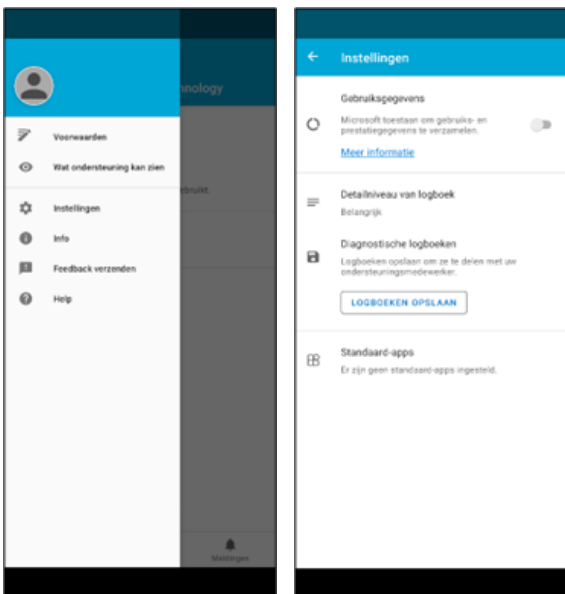 nnology
Voorwaarden
Wat ondersteuning kan zien
ebruikt.
Instellingen
Info
Feedback verzenden
Help
Meldingen
Instellingen
Gebruiksgegevens
Microsoft toestaan om gebruiks- en
prestatiegegevens te verzamelen.
Meer informatie
Detailniveau van logboek
Belangrijk
Diagnostische logboeken
Logboeken opslaan om ze te delen met uw
ondersteuningsmedewerker.
LOGBOEKEN OPSLAAN
Standaard-apps
Er zijn geen standaard-apps ingesteld.